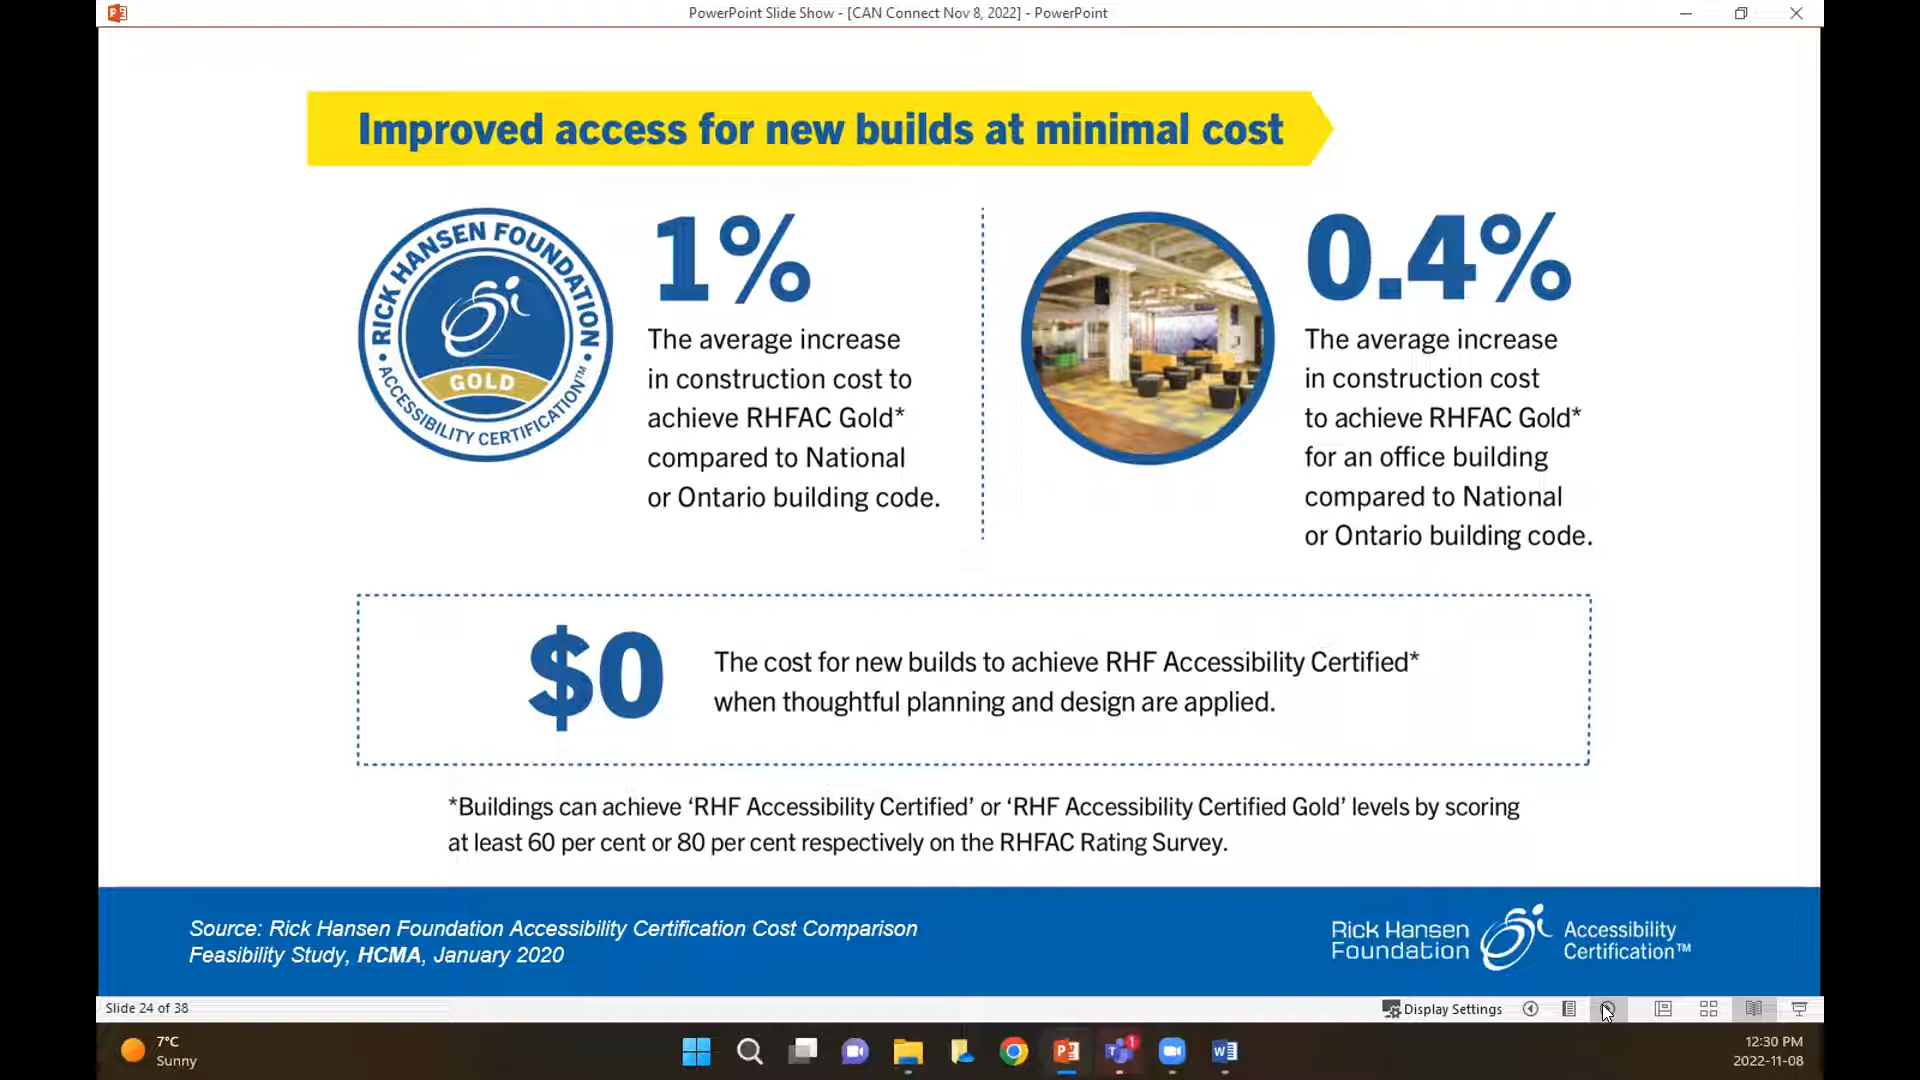 PowerPoint Slide Show - [CAN Connect Nov 8, 2022] - PowerPoint
Improved access for new builds at minimal cost
RICK HANSEN FOUNDATION
GOLD
ACCESSIBILITY CERTIFICATION™
1%
The average increase
in construction cost to
achieve RHFAC Gold*
compared to National
or Ontario building code.
0.4%
The average increase
in construction cost
to achieve RHFAC Gold*
for an office building
compared to National
or Ontario building code.
$0
The cost for new builds to achieve RHF Accessibility Certified*
when thoughtful planning and design are applied.
*Buildings can achieve ‘RHF Accessibility Certified’ or ‘RHF Accessibility Certified Gold’ levels by scoring
at least 60 per cent or 80 per cent respectively on the RHFAC Rating Survey.
Source: Rick Hansen Foundation Accessibility Certification Cost Comparison
Feasibility Study, HCMA, January 2020
Rick Hansen
Foundation
Accessibility
Certification™
Slide 24 of 38
Display Settings
7°C
Sunny
1
12:30 PM
2022-11-08